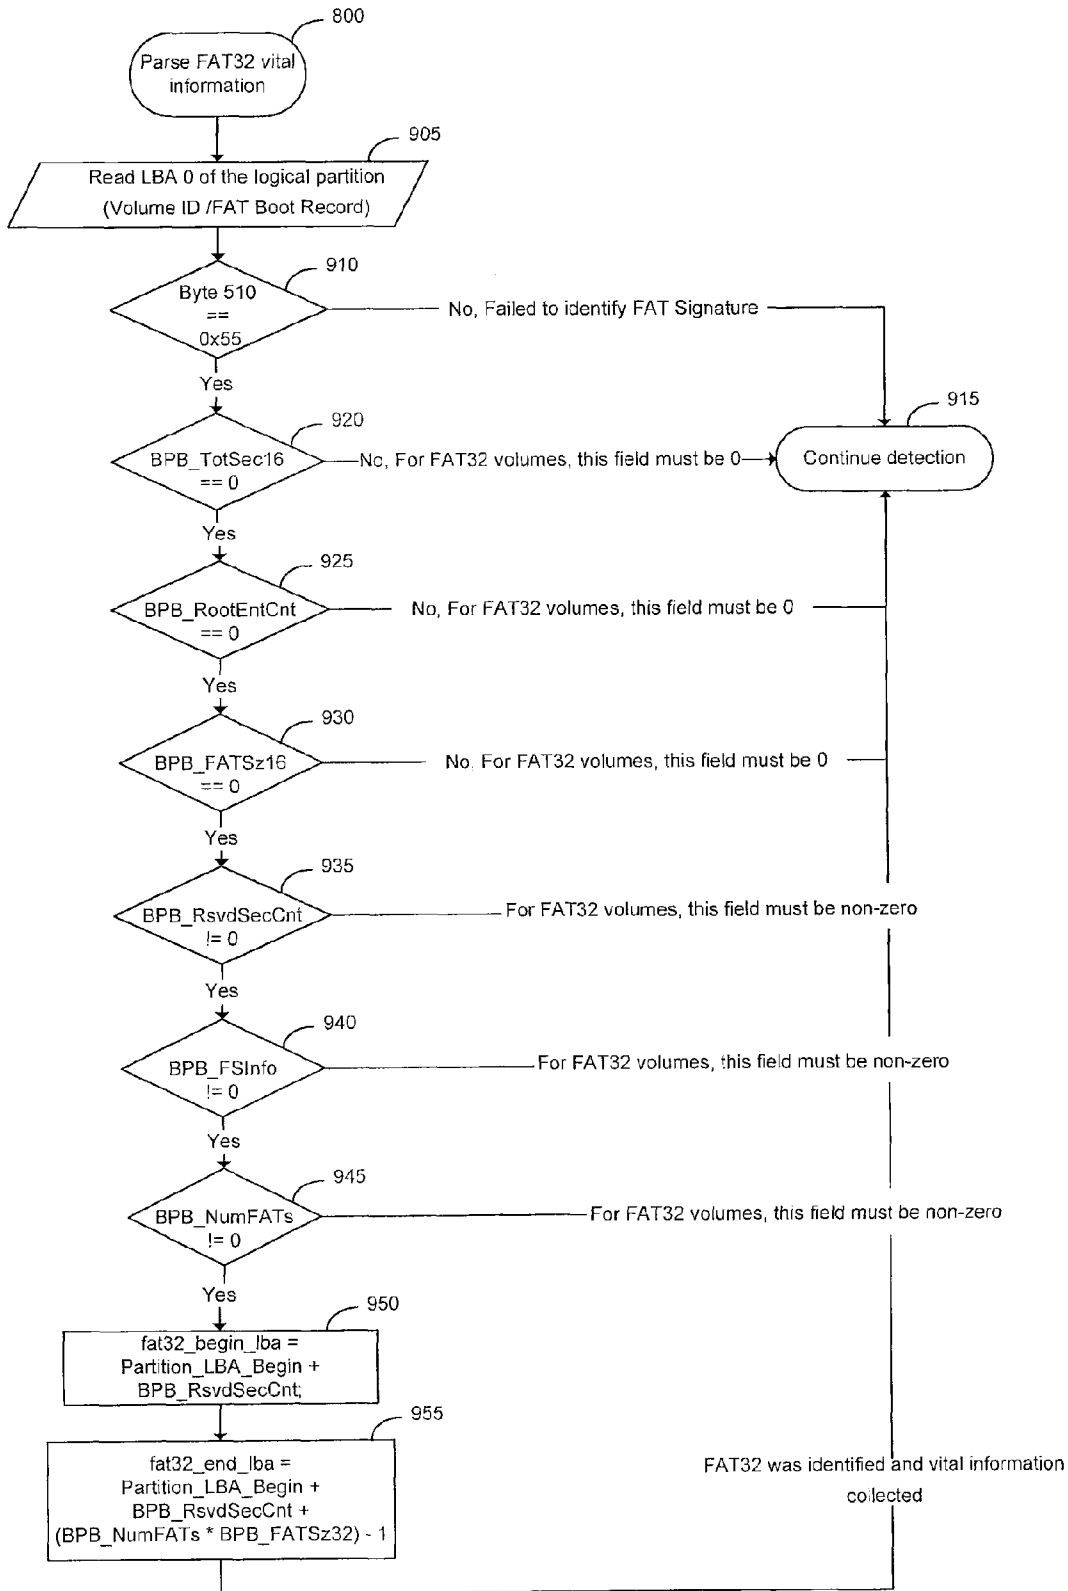 800
Parse FAT32 vital
information
905
Read LBA 0 of the logical partition
(Volume ID /FAT Boot Record)
910
Byte 510
==
0x55
No, Failed to identify FAT Signature
Yes
915
Continue detection
920
BPB_TotSec16
== 0
No, For FAT32 volumes, this field must be 0
Yes
925
BPB_RootEntCnt
== 0
No, For FAT32 volumes, this field must be 0
Yes
930
BPB_FATSz16
== 0
No, For FAT32 volumes, this field must be 0
Yes
935
BPB_RsvdSecCnt
!= 0
For FAT32 volumes, this field must be non-zero
Yes
940
BPB_FSInfo
!= 0
For FAT32 volumes, this field must be non-zero
Yes
945
BPB_NumFATs
!= 0
For FAT32 volumes, this field must be non-zero
Yes
950
fat32_begin_lba =
Partition_LBA_Begin +
BPB_RsvdSecCnt;
955
fat32_end_lba =
Partition_LBA_Begin +
BPB_RsvdSecCnt +
(BPB_NumFATs * BPB_FATSz32) - 1
FAT32 was identified and vital information
collected